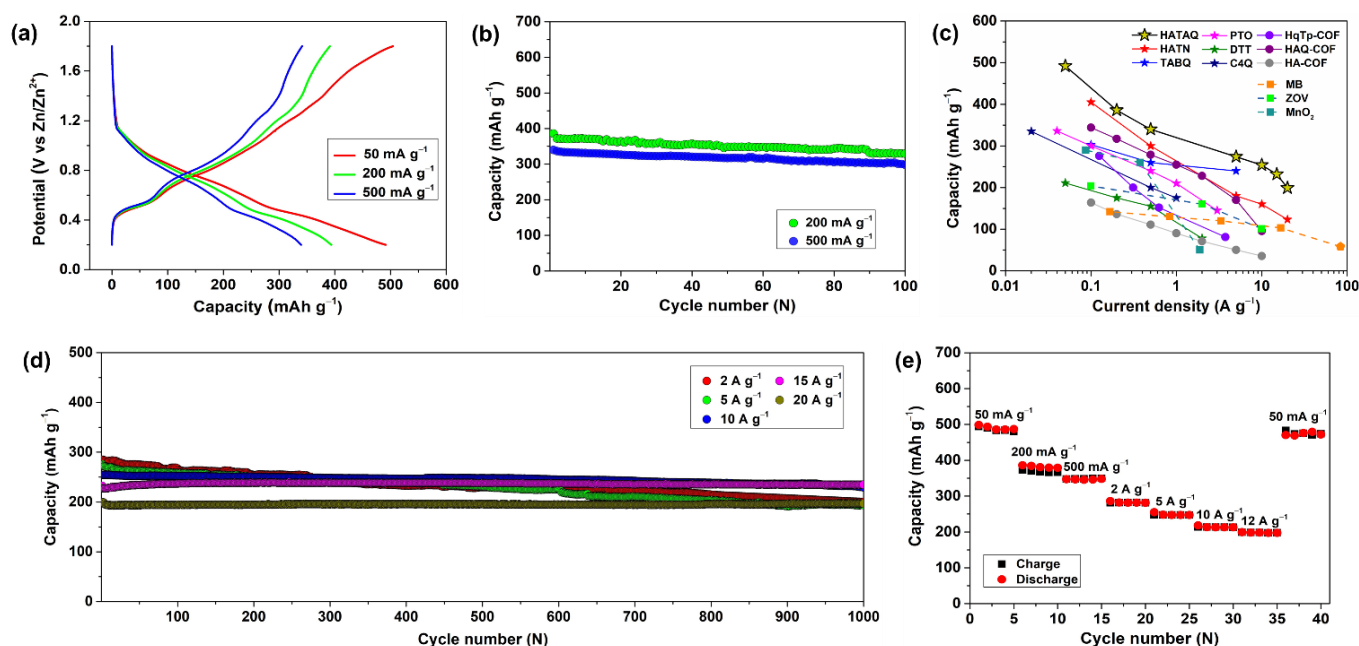 (a)
2.0
1.6
1.2
0.8
0.4
0.0
Potential (V vs Zn/Zn²⁺)
50 mA g⁻¹
200 mA g⁻¹
500 mA g⁻¹
0 100 200 300 400 500 600
Capacity (mAh g⁻¹)
(b)
700
600
500
400
300
200
100
0
Capacity (mAh g⁻¹)
200 mA g⁻¹
500 mA g⁻¹
20 40 60 80 100
Cycle number (N)
(c)
600
500
400
300
200
100
0
Capacity (mAh g⁻¹)
HATAQ PTO HqTp-COF
HATN DTT HAQ-COF
TABQ C4Q HA-COF
MB
ZOV
MnO₂
0.01 0.1 1 10 100
Current density (A g⁻¹)
(d)
500
400
300
200
100
0
Capacity (mAh g⁻¹)
2 A g⁻¹ 15 A g⁻¹
5 A g⁻¹ 20 A g⁻¹
10 A g⁻¹
100 200 300 400 500 600 700 800 900 1000
Cycle number (N)
(e)
700
600
500
400
300
200
100
0
Capacity (mAh g⁻¹)
50 mA g⁻¹
200 mA g⁻¹
500 mA g⁻¹
2 A g⁻¹
5 A g⁻¹
10 A g⁻¹
12 A g⁻¹
50 mA g⁻¹
Charge
Discharge
0 5 10 15 20 25 30 35 40
Cycle number (N)